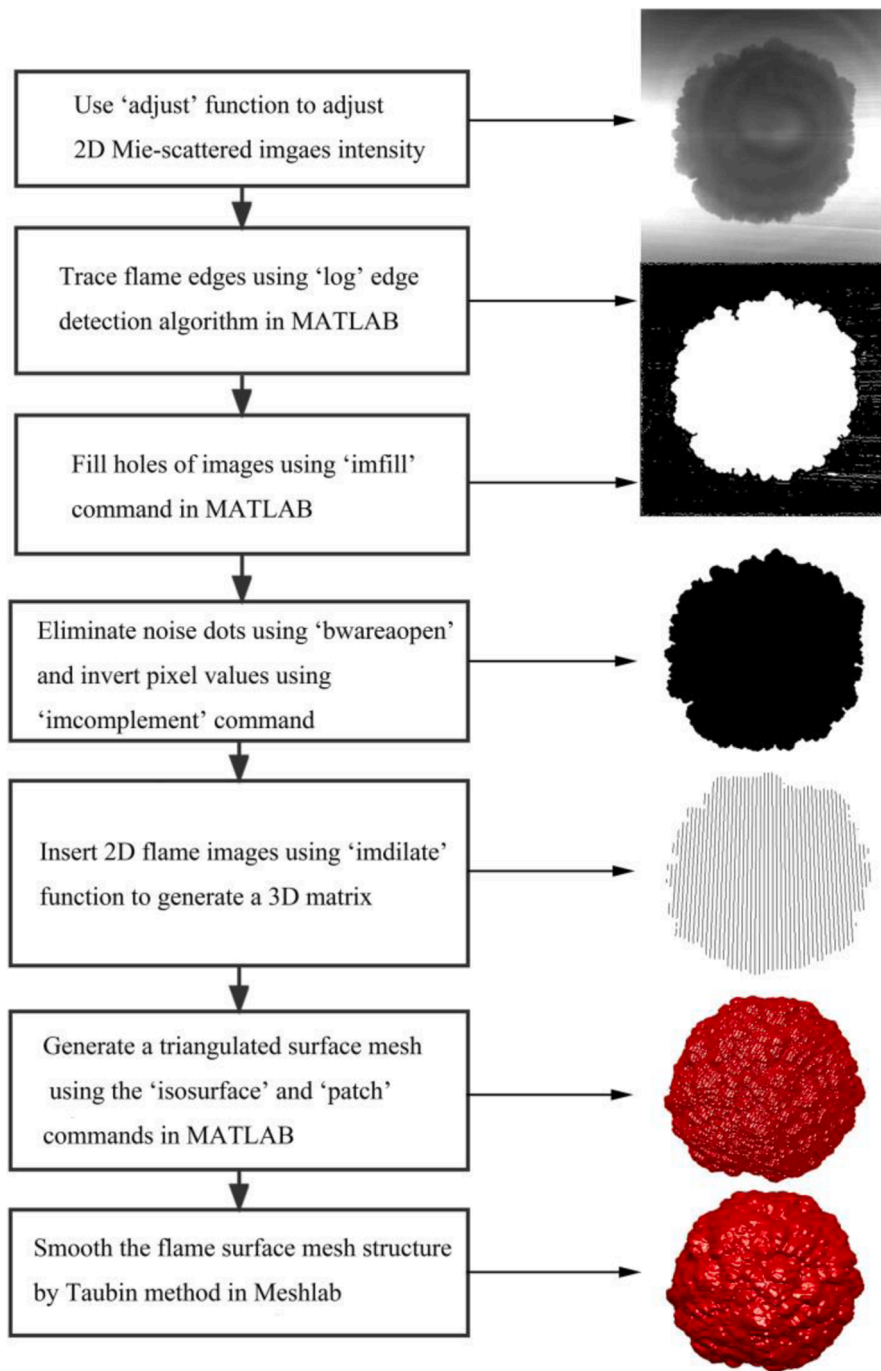 Use ‘adjust’ function to adjust
2D Mie-scattered imgaes intensity
Trace flame edges using ‘log’ edge
detection algorithm in MATLAB
Fill holes of images using ‘imfill’
command in MATLAB
Eliminate noise dots using ‘bwareaopen’
and invert pixel values using
‘imcomplement’ command
Insert 2D flame images using ‘imdilate’
function to generate a 3D matrix
Generate a triangulated surface mesh
using the ‘isosurface’ and ‘patch’
commands in MATLAB
Smooth the flame surface mesh structure
by Taubin method in Meshlab